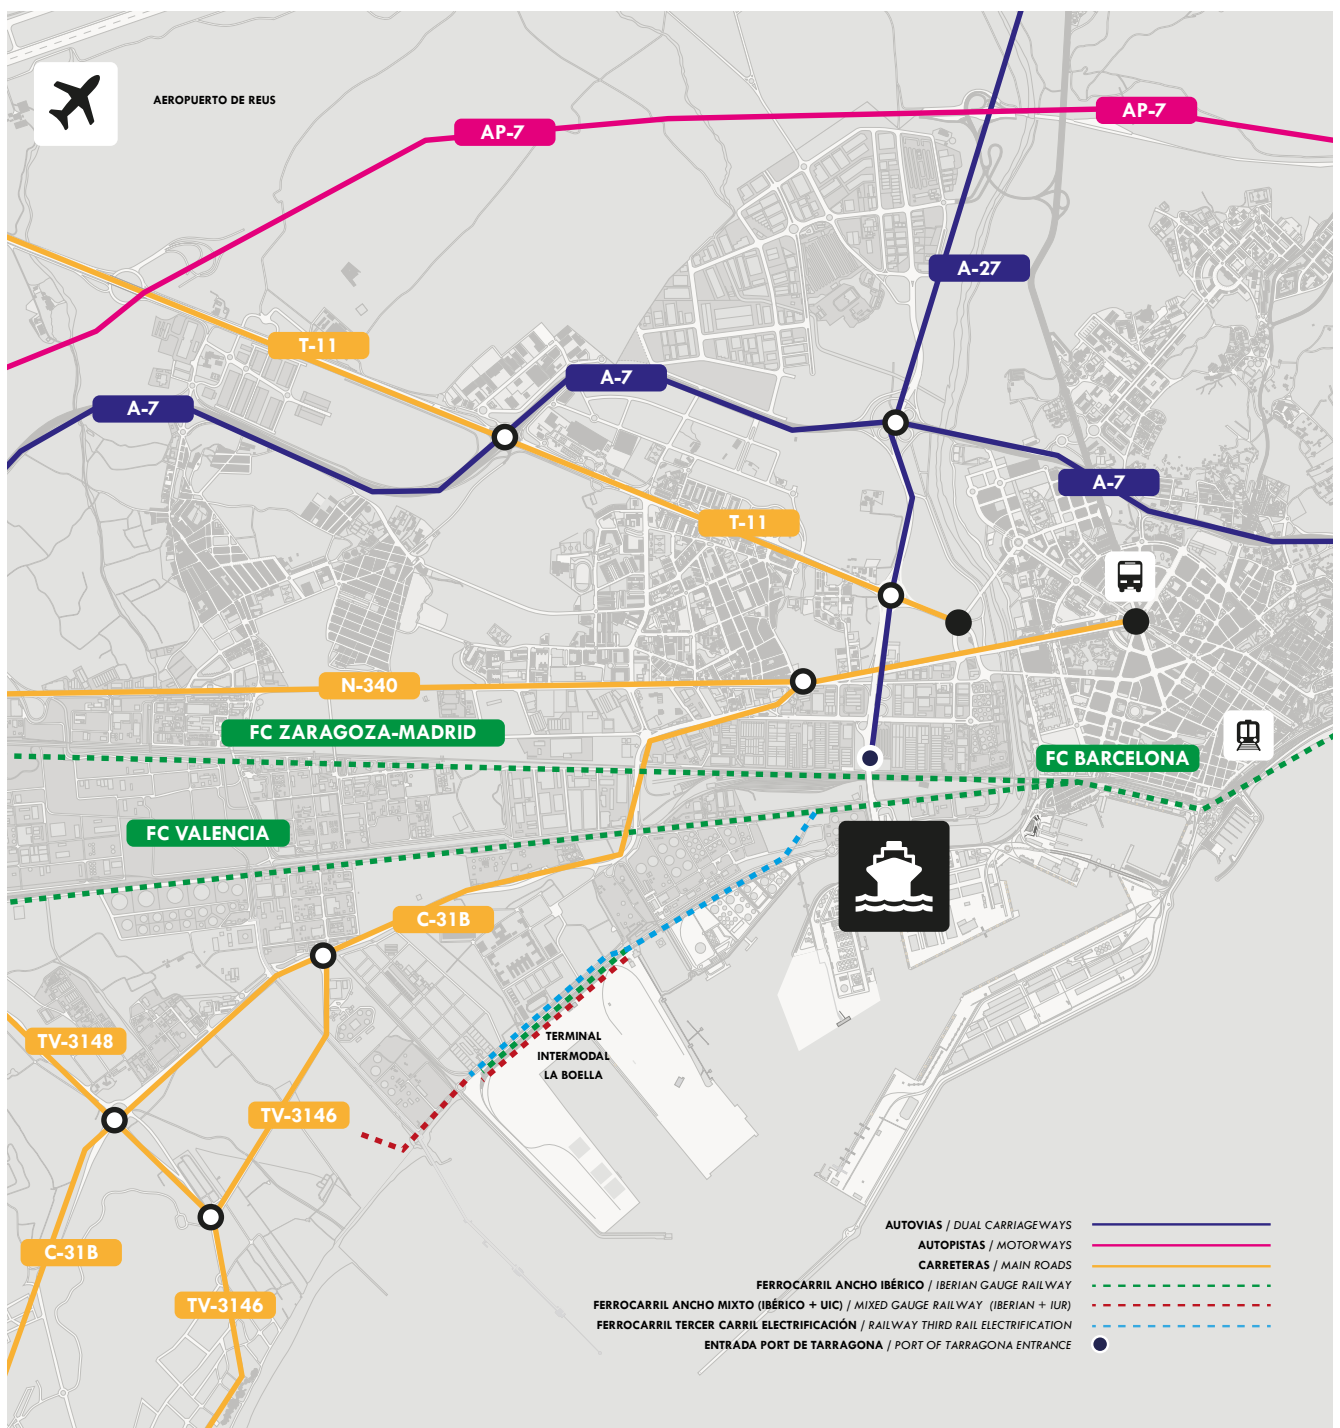 AEROPUERTO DE REUS
AP-7
AP-7
A-27
T-11
A-7
A-7
A-7
T-11
N-340
FC ZARAGOZA-MADRID
FC BARCELONA
FC VALENCIA
C-31B
TV-3148
TERMINAL
INTERMODAL
LA BOELLA
TV-3146
C-31B
TV-3146
AUTOVIAS / DUAL CARRIAGEWAYS
AUTOPISTAS / MOTORWAYS
CARRETERAS / MAIN ROADS
FERROCARRIL ANCHO IBÉRICO / IBERIAN GAUGE RAILWAY
FERROCARRIL ANCHO MIXTO (IBÉRICO + UIC) / MIXED GAUGE RAILWAY (IBERIAN + IUR)
FERROCARRIL TERCER CARRIL ELECTRIFICACIÓN / RAILWAY THIRD RAIL ELECTRIFICATION
ENTRADA PORT DE TARRAGONA / PORT OF TARRAGONA ENTRANCE